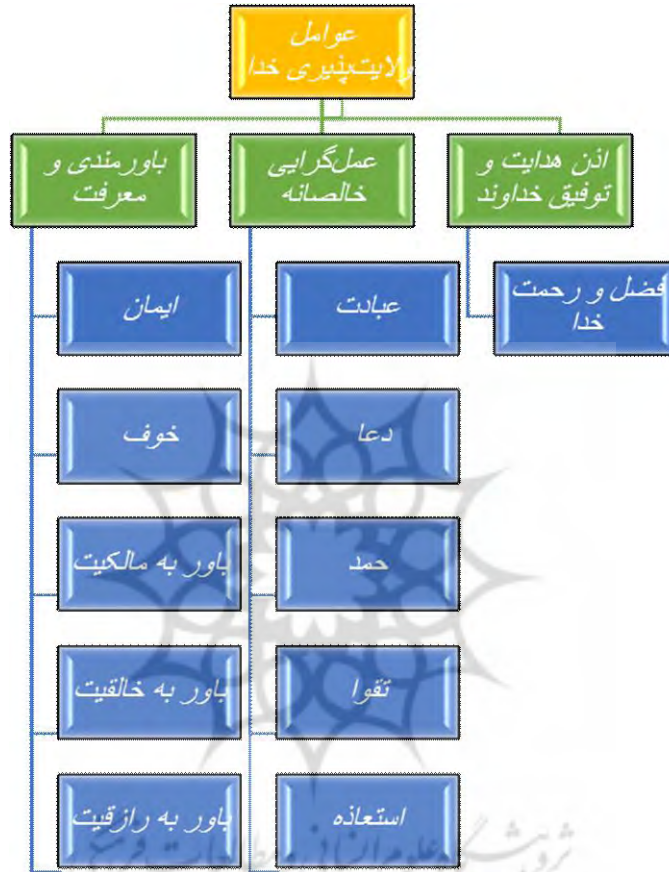 عوامل
ولایت‌پذیری خدا
اذن هدایت و
توفیق خداوند
عمل‌گرایی
خالصانه
باورمندی و
معرفت
فضل و رحمت
خدا
عبادت
ایمان
دعا
خوف
حمد
باور به مالکیت
تقوا
باور به خالقیت
استعاذه
باور به رازقیت